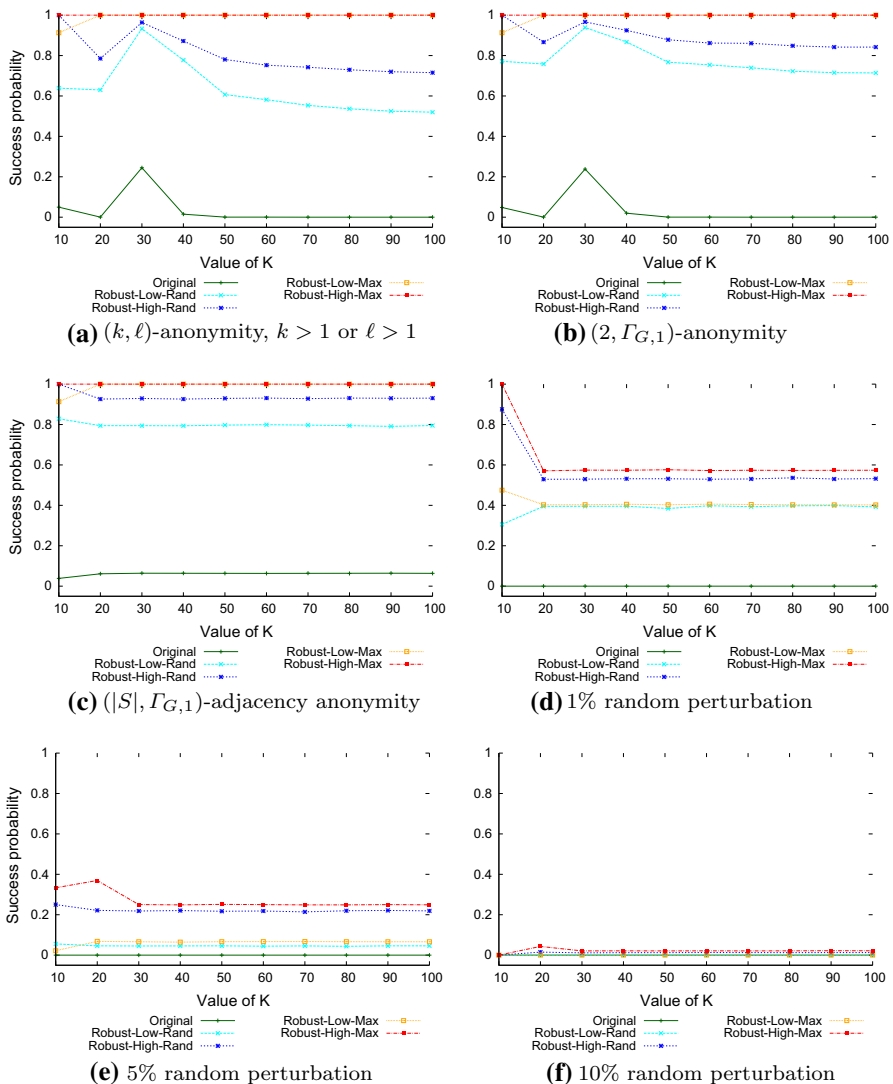 1
0.8
0.6
0.4
0.2
0
Success probability
10 20 30 40 50 60 70 80 90 100
Value of K
Original
Robust-Low-Rand
Robust-High-Rand
Robust-Low-Max
Robust-High-Max
(a) (k, ℓ)-anonymity, k > 1 or ℓ > 1
1
0.8
0.6
0.4
0.2
0
10 20 30 40 50 60 70 80 90 100
Value of K
Original
Robust-Low-Rand
Robust-High-Rand
Robust-Low-Max
Robust-High-Max
(b) (2, Γ_{G,1})-anonymity
1
0.8
0.6
0.4
0.2
0
Success probability
10 20 30 40 50 60 70 80 90 100
Value of K
Original
Robust-Low-Rand
Robust-High-Rand
Robust-Low-Max
Robust-High-Max
(c) (|S|, Γ_{G,1})-adjacency anonymity
1
0.8
0.6
0.4
0.2
0
10 20 30 40 50 60 70 80 90 100
Value of K
Original
Robust-Low-Rand
Robust-High-Rand
Robust-Low-Max
Robust-High-Max
(d) 1% random perturbation
1
0.8
0.6
0.4
0.2
0
Success probability
10 20 30 40 50 60 70 80 90 100
Value of K
Original
Robust-Low-Rand
Robust-High-Rand
Robust-Low-Max
Robust-High-Max
(e) 5% random perturbation
1
0.8
0.6
0.4
0.2
0
10 20 30 40 50 60 70 80 90 100
Value of K
Original
Robust-Low-Rand
Robust-High-Rand
Robust-Low-Max
Robust-High-Max
(f) 10% random perturbation